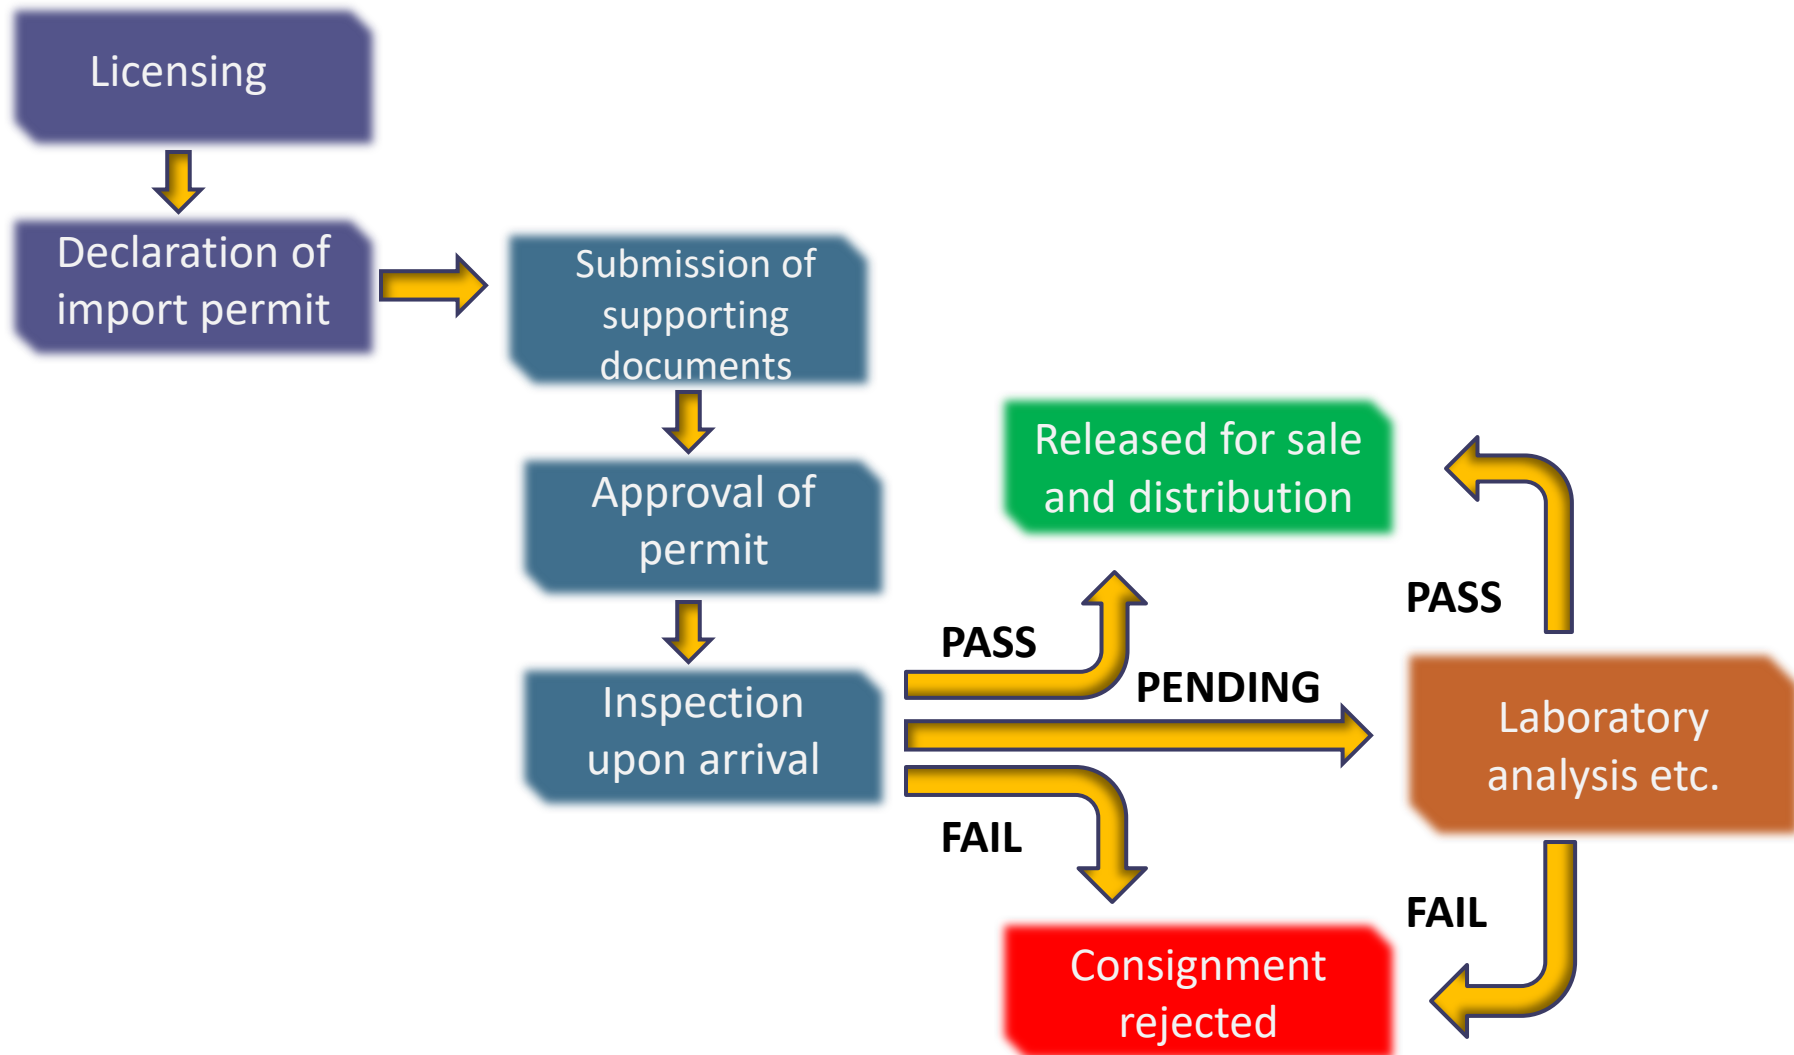 Licensing
Declaration of
import permit
Submission of
supporting
documents
Approval of
permit
Inspection
upon arrival
PASS
PENDING
FAIL
Released for sale
and distribution
PASS
Laboratory
analysis etc.
FAIL
Consignment
rejected